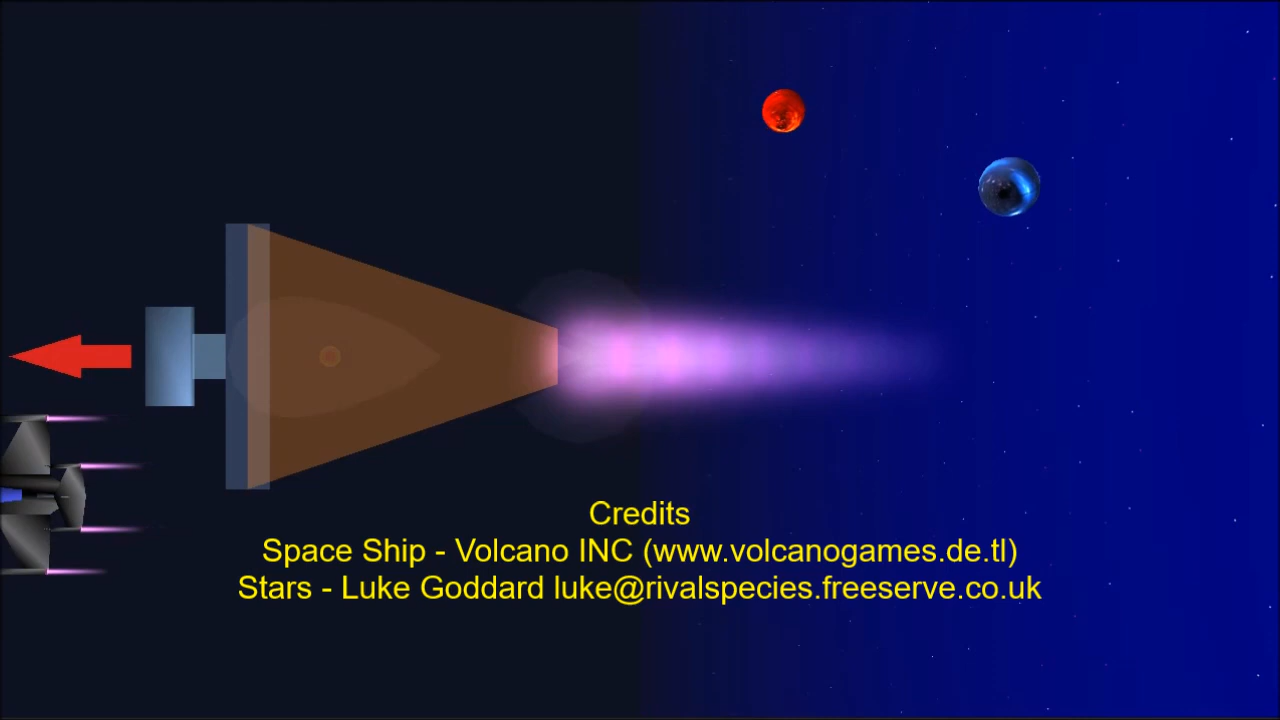 Credits
Space Ship - Volcano INC (www.volcanogames.de.tl)
Stars - Luke Goddard luke@rivalspecies.freeserve.co.uk